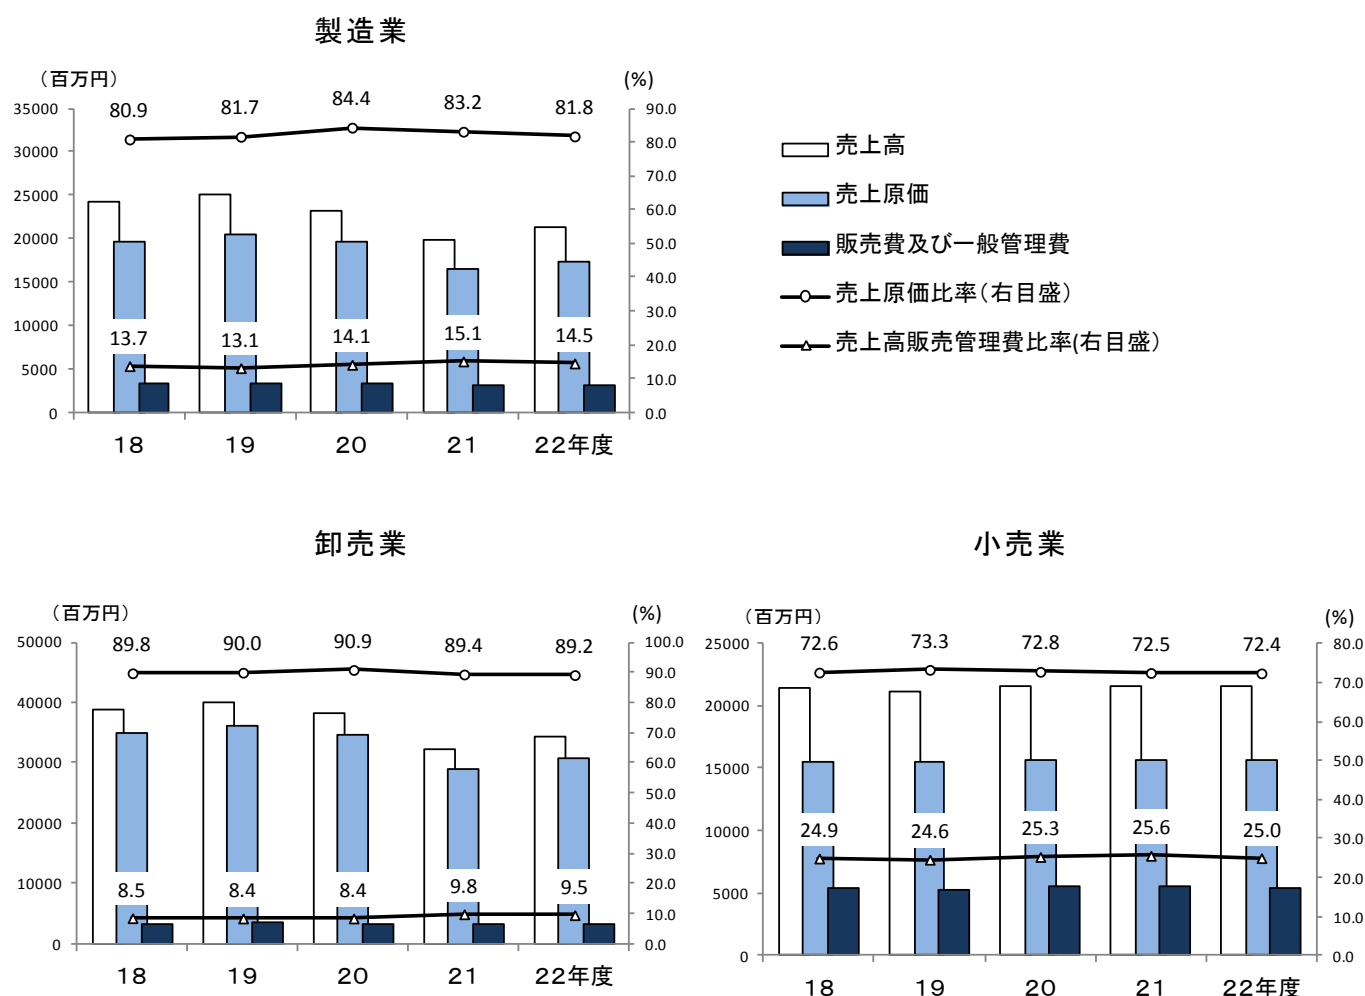 製造業
（百万円）
(%)
35000
30000
25000
20000
15000
10000
5000
0
90.0
80.0
70.0
60.0
50.0
40.0
30.0
20.0
10.0
0.0
80.9 81.7 84.4 83.2 81.8
13.7 13.1 14.1 15.1 14.5
18 19 20 21 22年度
売上高
売上原価
販売費及び一般管理費
売上原価比率（右目盛）
売上高販売管理費比率(右目盛）
卸売業
（百万円）
(%)
50000
40000
30000
20000
10000
0
100.0
90.0
80.0
70.0
60.0
50.0
40.0
30.0
20.0
10.0
0.0
89.8 90.0 90.9 89.4 89.2
8.5 8.4 8.4 9.8 9.5
18 19 20 21 22年度
小売業
（百万円）
(%)
25000
20000
15000
10000
5000
0
80.0
70.0
60.0
50.0
40.0
30.0
20.0
10.0
0.0
72.6 73.3 72.8 72.5 72.4
24.9 24.6 25.3 25.6 25.0
18 19 20 21 22年度